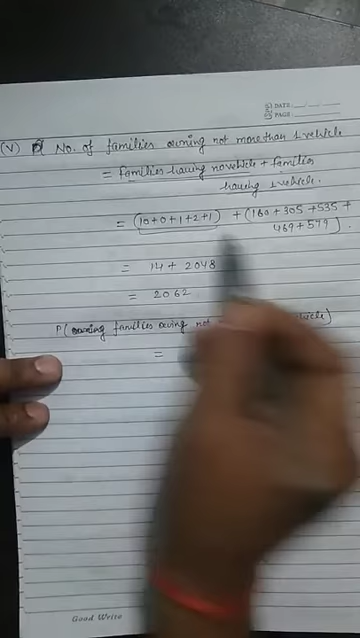 DATE:
PAGE:
(V) No. of families owning not more than 1 vehicle
= Families having no vehicle + families
having 1 vehicle.
= (10+0+1+2+1) + (160 + 305 + 535 +
469 + 579).
= 14 + 2048
= 2062
P( families owing not
=
Good Write